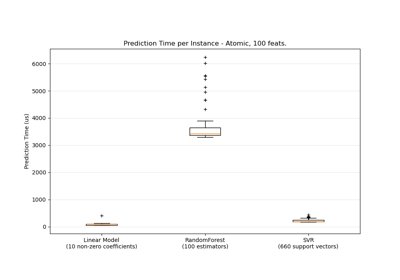 Prediction Time per Instance - Atomic, 100 feats.
6000
5000
4000
3000
2000
1000
0
Prediction Time (us)
Linear Model
(10 non-zero coefficients)
RandomForest
(100 estimators)
SVR
(660 support vectors)